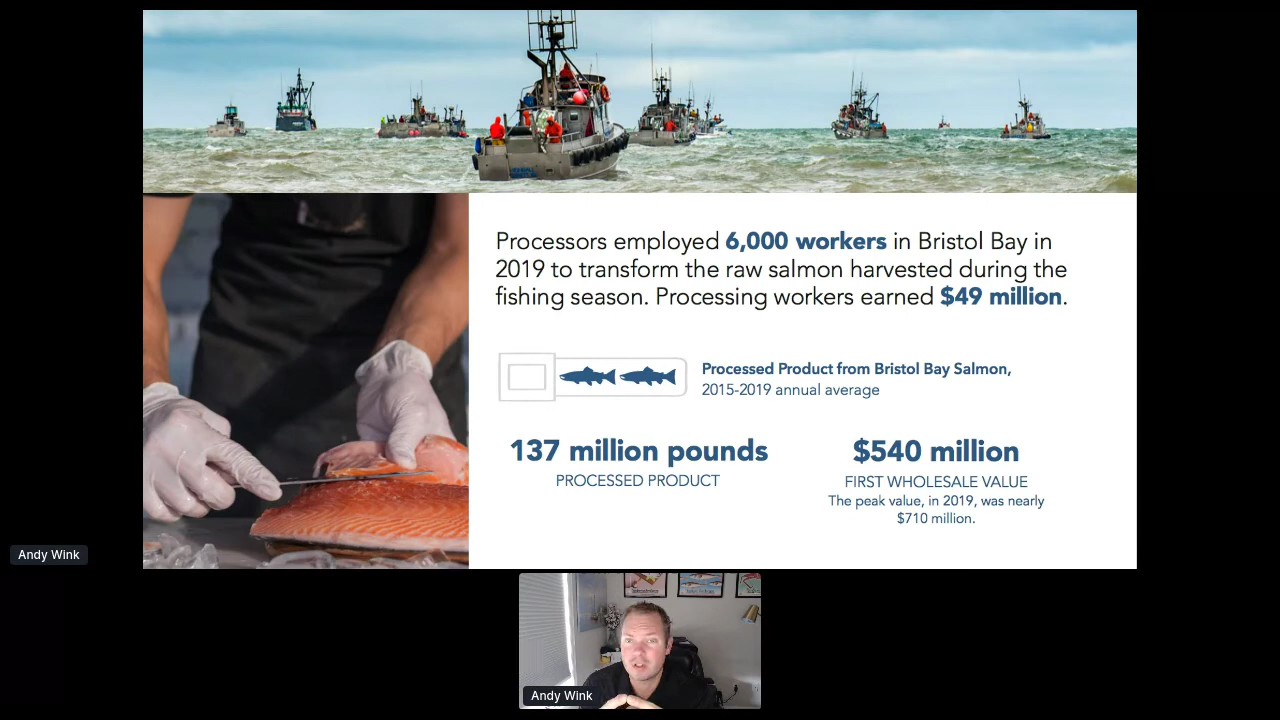 Processors employed 6,000 workers in Bristol Bay in
2019 to transform the raw salmon harvested during the
fishing season. Processing workers earned $49 million.
Processed Product from Bristol Bay Salmon,
2015-2019 annual average
137 million pounds
PROCESSED PRODUCT
$540 million
FIRST WHOLESALE VALUE
The peak value, in 2019, was nearly
$710 million.
Andy Wink
Andy Wink